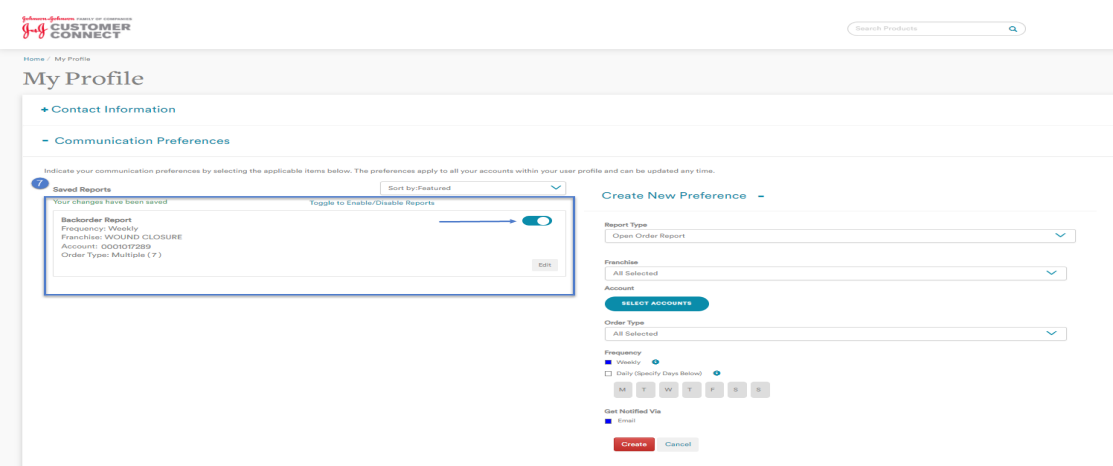 Johnson & Johnson FAMILY OF COMPANIES
J&J CUSTOMER
CONNECT
Search Products
Home / My Profile
My Profile
+ Contact Information
- Communication Preferences
Indicate your communication preferences by selecting the applicable items below. The preferences apply to all your accounts within your user profile and can be updated any time.
7
Saved Reports
Sort by:Featured
Your changes have been saved
Toggle to Enable/Disable Reports
Backorder Report
Frequency: Weekly
Franchise: WOUND CLOSURE
Account: 0001017289
Order Type: Multiple (7)
Edit
Create New Preference -
Report Type
Open Order Report
Franchise
All Selected
Account
SELECT ACCOUNTS
Order Type
All Selected
Frequency
Weekly
Daily (Specify Days Below)
M T W T F S S
Get Notified Via
Email
Create Cancel